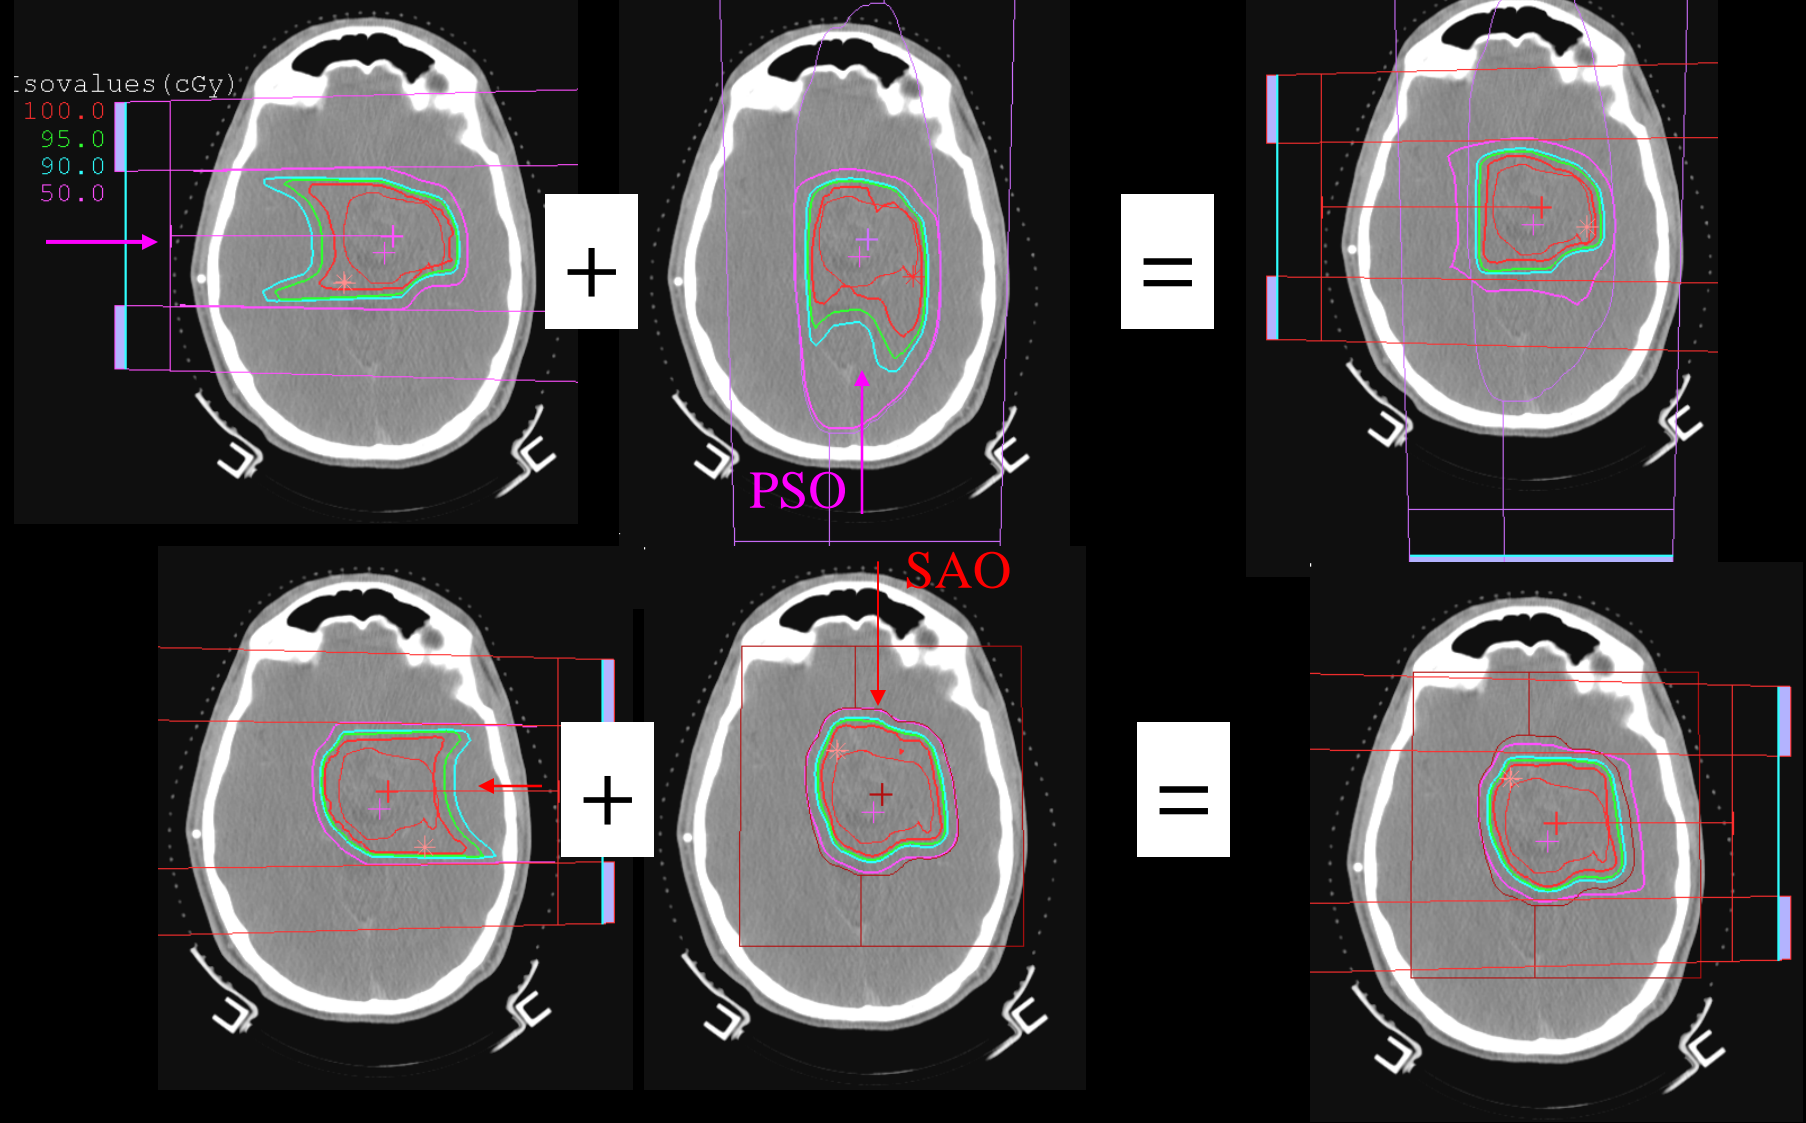 Isovalues(cGy)
100.0
95.0
90.0
50.0
+
=
PSO
SAO
+
=